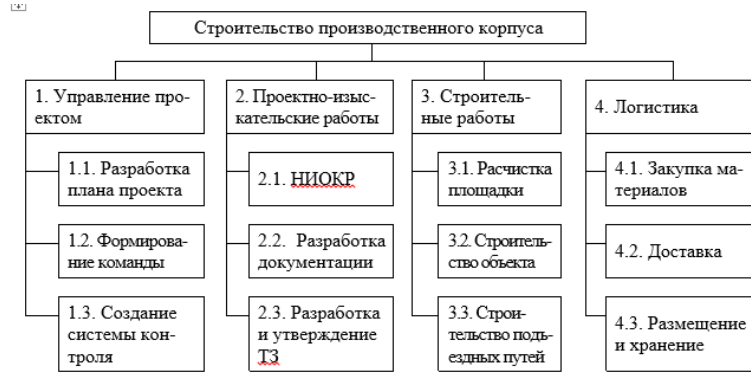 Строительство производственного корпуса
1. Управление про-
ектом
1.1. Разработка
плана проекта
1.2. Формирова-
ние команды
1.3. Создание
системы кон-
троля
2. Проектно-изыс-
кательские работы
2.1. НИОКР
2.2. Разработка
документации
2.3. Разработка
и утверждение
ТЗ
3. Строитель-
ные работы
3.1. Расчистка
площадки
3.2. Строитель-
ство объекта
3.3. Строи-
тельство подъ-
ездных путей
4. Логистика
4.1. Закупка ма-
териалов
4.2. Доставка
4.3. Размещение
и хранение